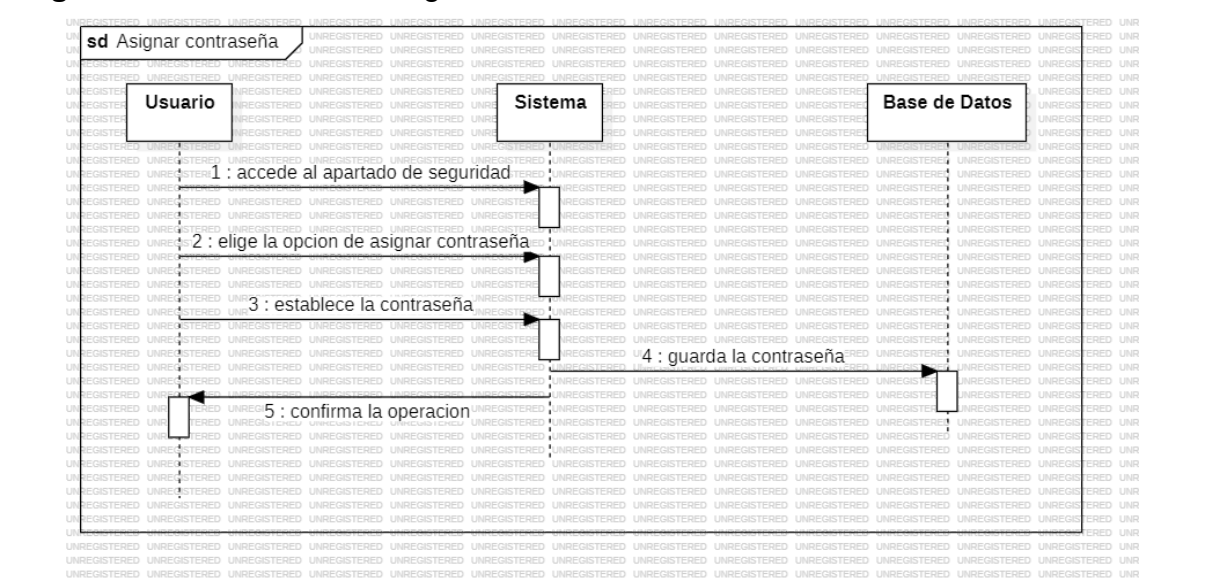 sd Asignar contraseña
Usuario
Sistema
Base de Datos
1 : accede al apartado de seguridad
2 : elige la opcion de asignar contraseña
3 : establece la contraseña
4 : guarda la contraseña
5 : confirma la operacion
UNREGISTERED